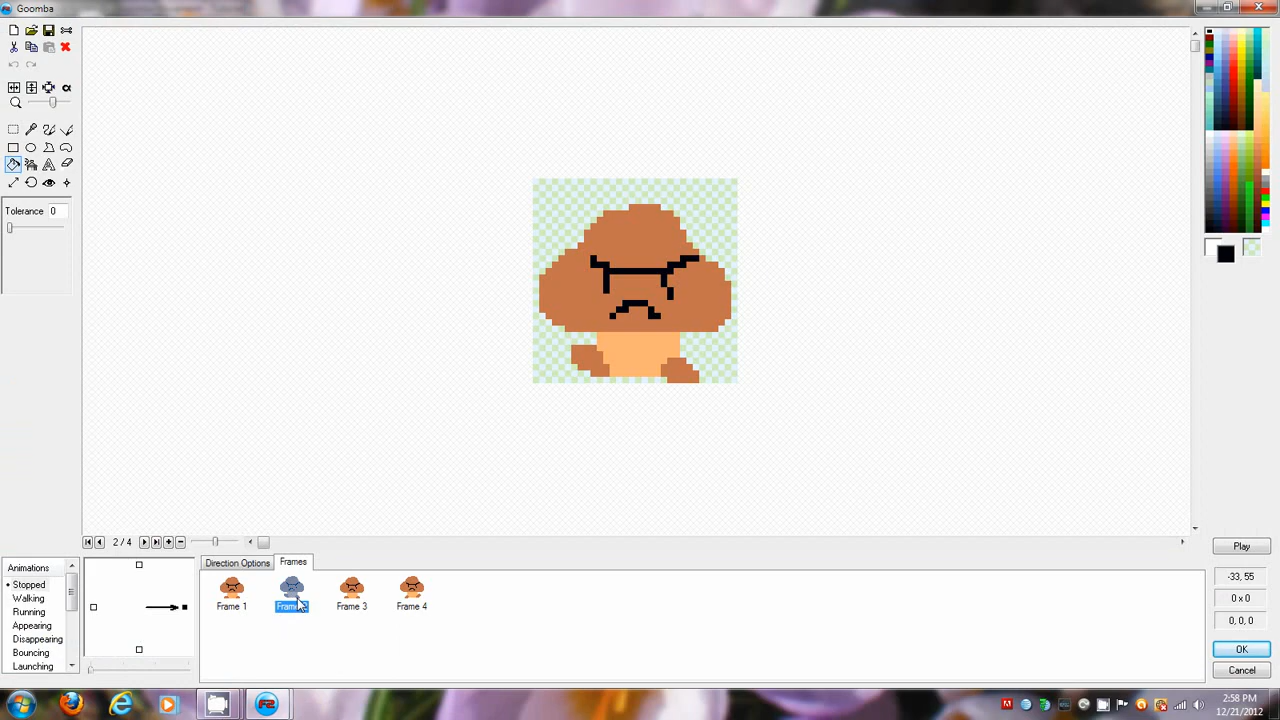 Goomba
Tolerance 0
2 / 4
Direction Options
Frames
Animations
Stopped
Walking
Running
Appearing
Disappearing
Bouncing
Launching
Frame 1
Frame 3
Frame 4
Play
-33, 55
0 x 0
0, 0, 0
OK
Cancel
2:58 PM
12/21/2012